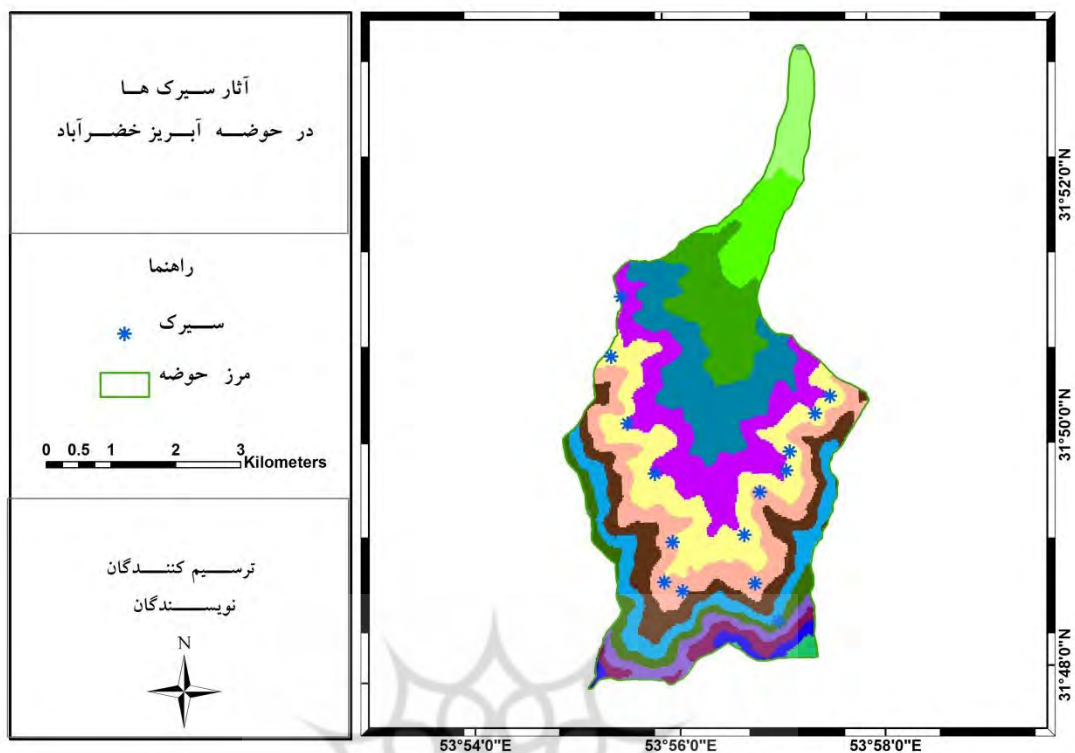 آثار سیرک ها
در حوضه آبریز خضرآباد
راهنما
سیرک
مرز حوضه
0 0.5 1 2 3
Kilometers
ترسیم کنندگان
نویسندگان
N
31°52'0"N
31°50'0"N
31°48'0"N
53°54'0"E 53°56'0"E 53°58'0"E